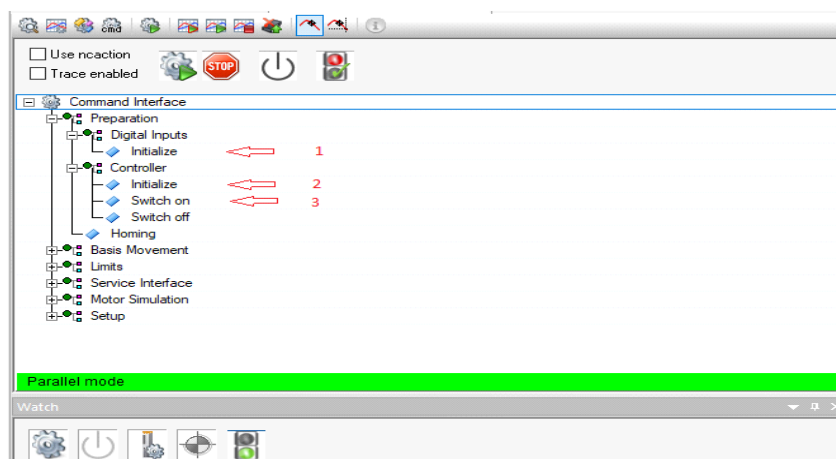 cmd
Use ncaction
Trace enabled
STOP
Command Interface
Preparation
Digital Inputs
Initialize 1
Controller
Initialize 2
Switch on 3
Switch off
Homing
Basis Movement
Limits
Service Interface
Motor Simulation
Setup
Parallel mode
Watch